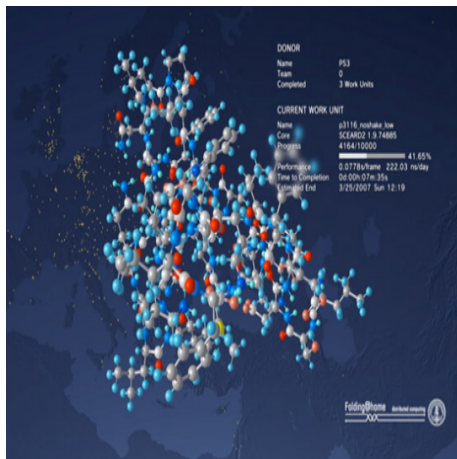 DONOR
Name PS3
Team 0
Completed 3 Work Units
CURRENT WORK UNIT
Name p3116_noshake_low
Core SCEARD2 1.9.74885
Progress 4164/10000
41.65%
Performance 0.0778s/frame 222.03 ns/day
Time to Completion 0d:00h:07m:35s
Estimated End 3/25/2007 Sun 12:19
Folding@home distributed computing